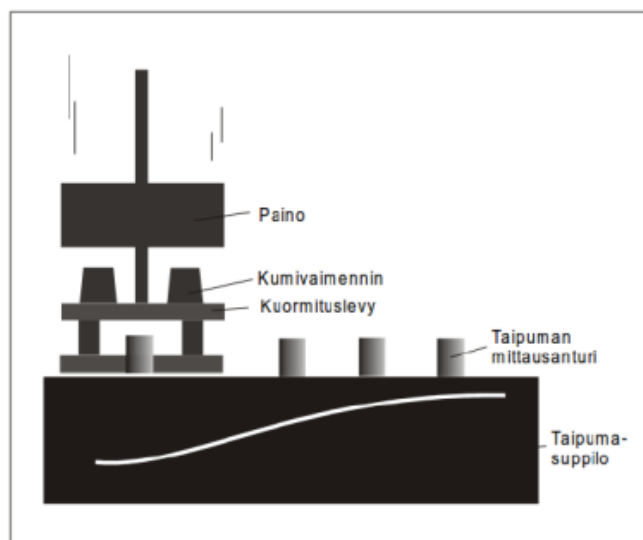 Paino
Kumivaimennin
Kuormituslevy
Taipuman
mittausanturi
Taipuma-
suppilo